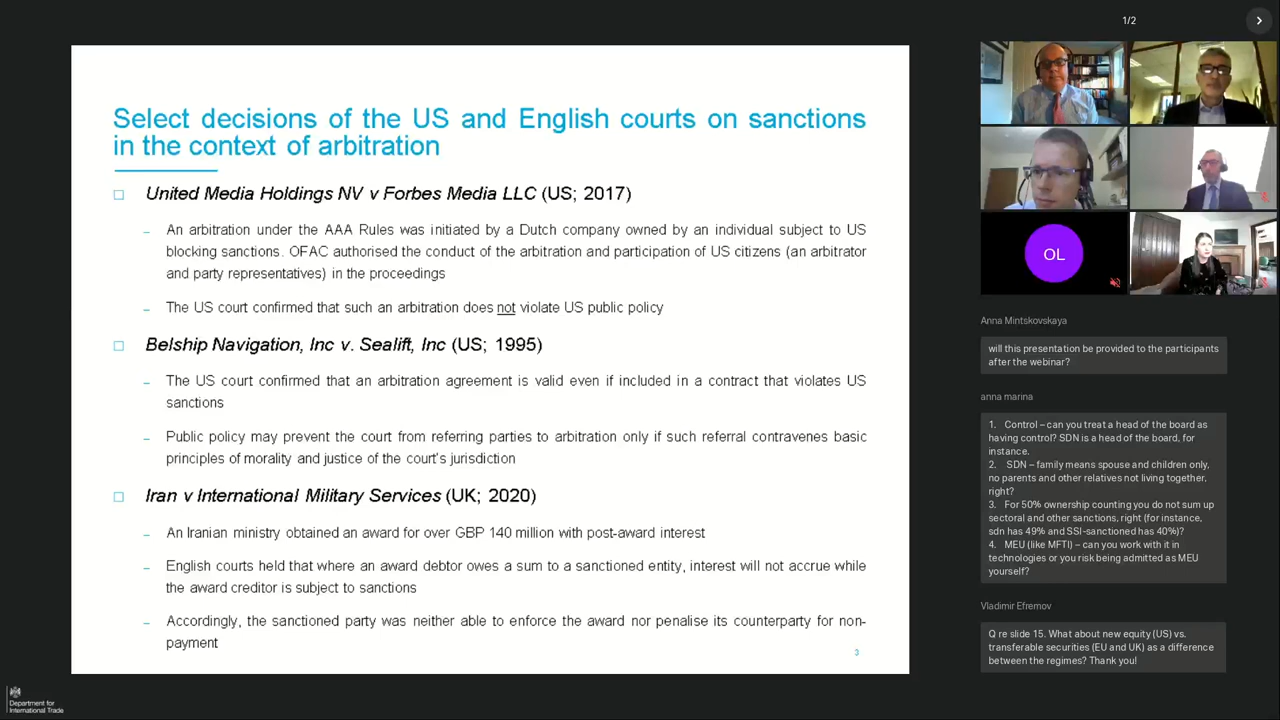 1/2
Select decisions of the US and English courts on sanctions
in the context of arbitration
United Media Holdings NV v Forbes Media LLC (US; 2017)
– An arbitration under the AAA Rules was initiated by a Dutch company owned by an individual subject to US
blocking sanctions. OFAC authorised the conduct of the arbitration and participation of US citizens (an arbitrator
and party representatives) in the proceedings
– The US court confirmed that such an arbitration does not violate US public policy
Belship Navigation, Inc v. Sealift, Inc (US; 1995)
– The US court confirmed that an arbitration agreement is valid even if included in a contract that violates US
sanctions
– Public policy may prevent the court from referring parties to arbitration only if such referral contravenes basic
principles of morality and justice of the court's jurisdiction
Iran v International Military Services (UK; 2020)
– An Iranian ministry obtained an award for over GBP 140 million with post-award interest
– English courts held that where an award debtor owes a sum to a sanctioned entity, interest will not accrue while
the award creditor is subject to sanctions
– Accordingly, the sanctioned party was neither able to enforce the award nor penalise its counterparty for non-
payment
3
OL
Anna Mintskovskaya
will this presentation be provided to the participants
after the webinar?
anna marina
1. Control – can you treat a head of the board as
having control? SDN is a head of the board, for
instance.
2. SDN – family means spouse and children only,
no parents and other relatives not living together,
right?
3. For 50% ownership counting you do not sum up
sectoral and other sanctions, right (for instance,
sdn has 49% and SSI-sanctioned has 40%)?
4. MEU (like MFTI) – can you work with it in
technologies or you risk being admitted as MEU
yourself?
Vladimir Efremov
Q re slide 15. What about new equity (US) vs.
transferable securities (EU and UK) as a difference
between the regimes? Thank you!
Department for
International Trade